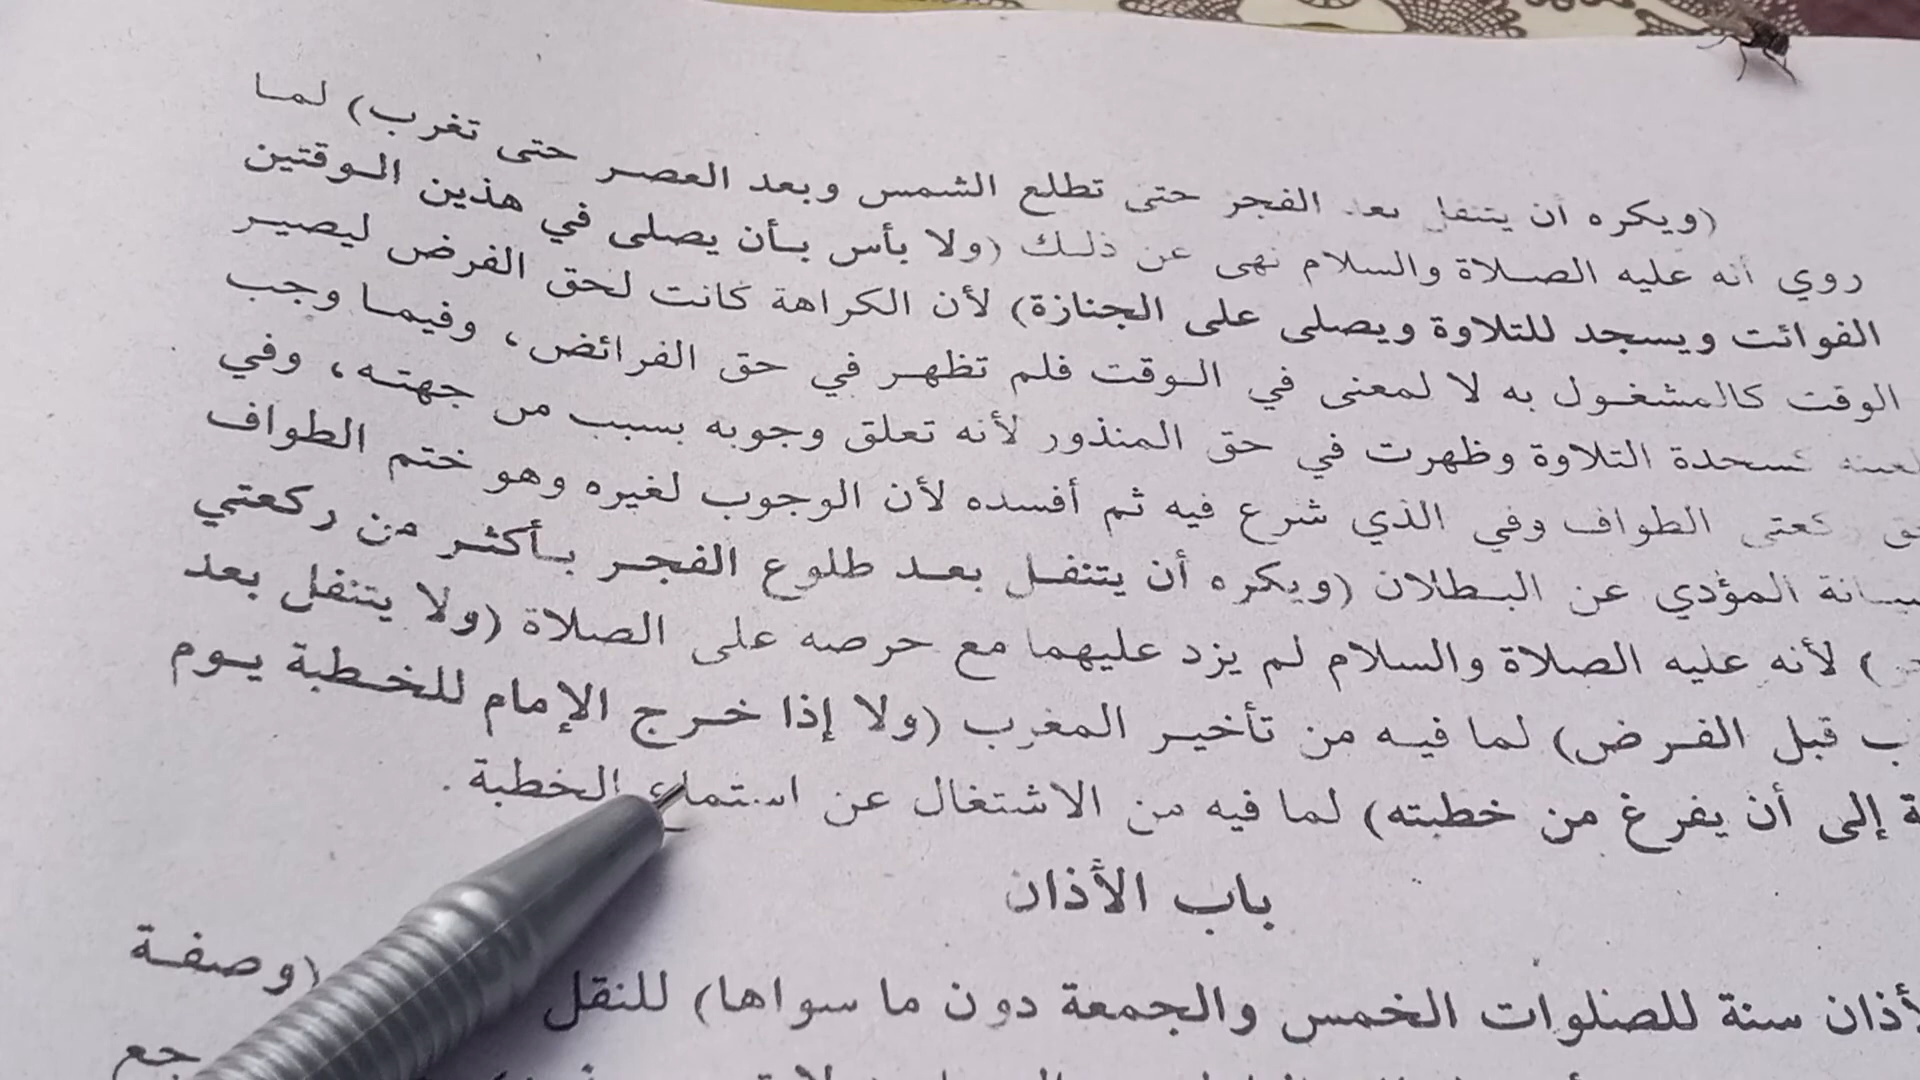 (ويكره أن يتنفل بعد الفجر حتى تطلع الشمس وبعد العصر حتى تغرب) لما
روي أنه عليه الصلاة والسلام نهى عن ذلك (ولا بأس بأن يصلى في هذين الوقتين
الفوائت ويسجد للتلاوة ويصلى على الجنازة) لأن الكراهة كانت لحق الفرض ليصير
الوقت كالمشغول به لا لمعنى في الوقت فلم تظهر في حق الفرائض، وفيما وجب
لعينه كسجدة التلاوة وظهرت في حق المنذور لأنه تعلق وجوبه بسبب من جهته، وفي
ركعتي الطواف وفي الذي شرع فيه ثم أفسده لأن الوجوب لغيره وهو ختم الطواف
المؤدي عن البطلان (ويكره أن يتنفل بعد طلوع الفجر بأكثر من ركعتي
) لأنه عليه الصلاة والسلام لم يزد عليهما مع حرصه على الصلاة (ولا يتنفل بعد
قبل الفرض) لما فيه من تأخير المغرب (ولا إذا خرج الإمام للخطبة يوم
إلى أن يفرغ من خطبته) لما فيه من الاشتغال عن استماع الخطبة.
باب الأذان
الأذان سنة للصلوات الخمس والجمعة دون ما سواها) للنقل (وصفة